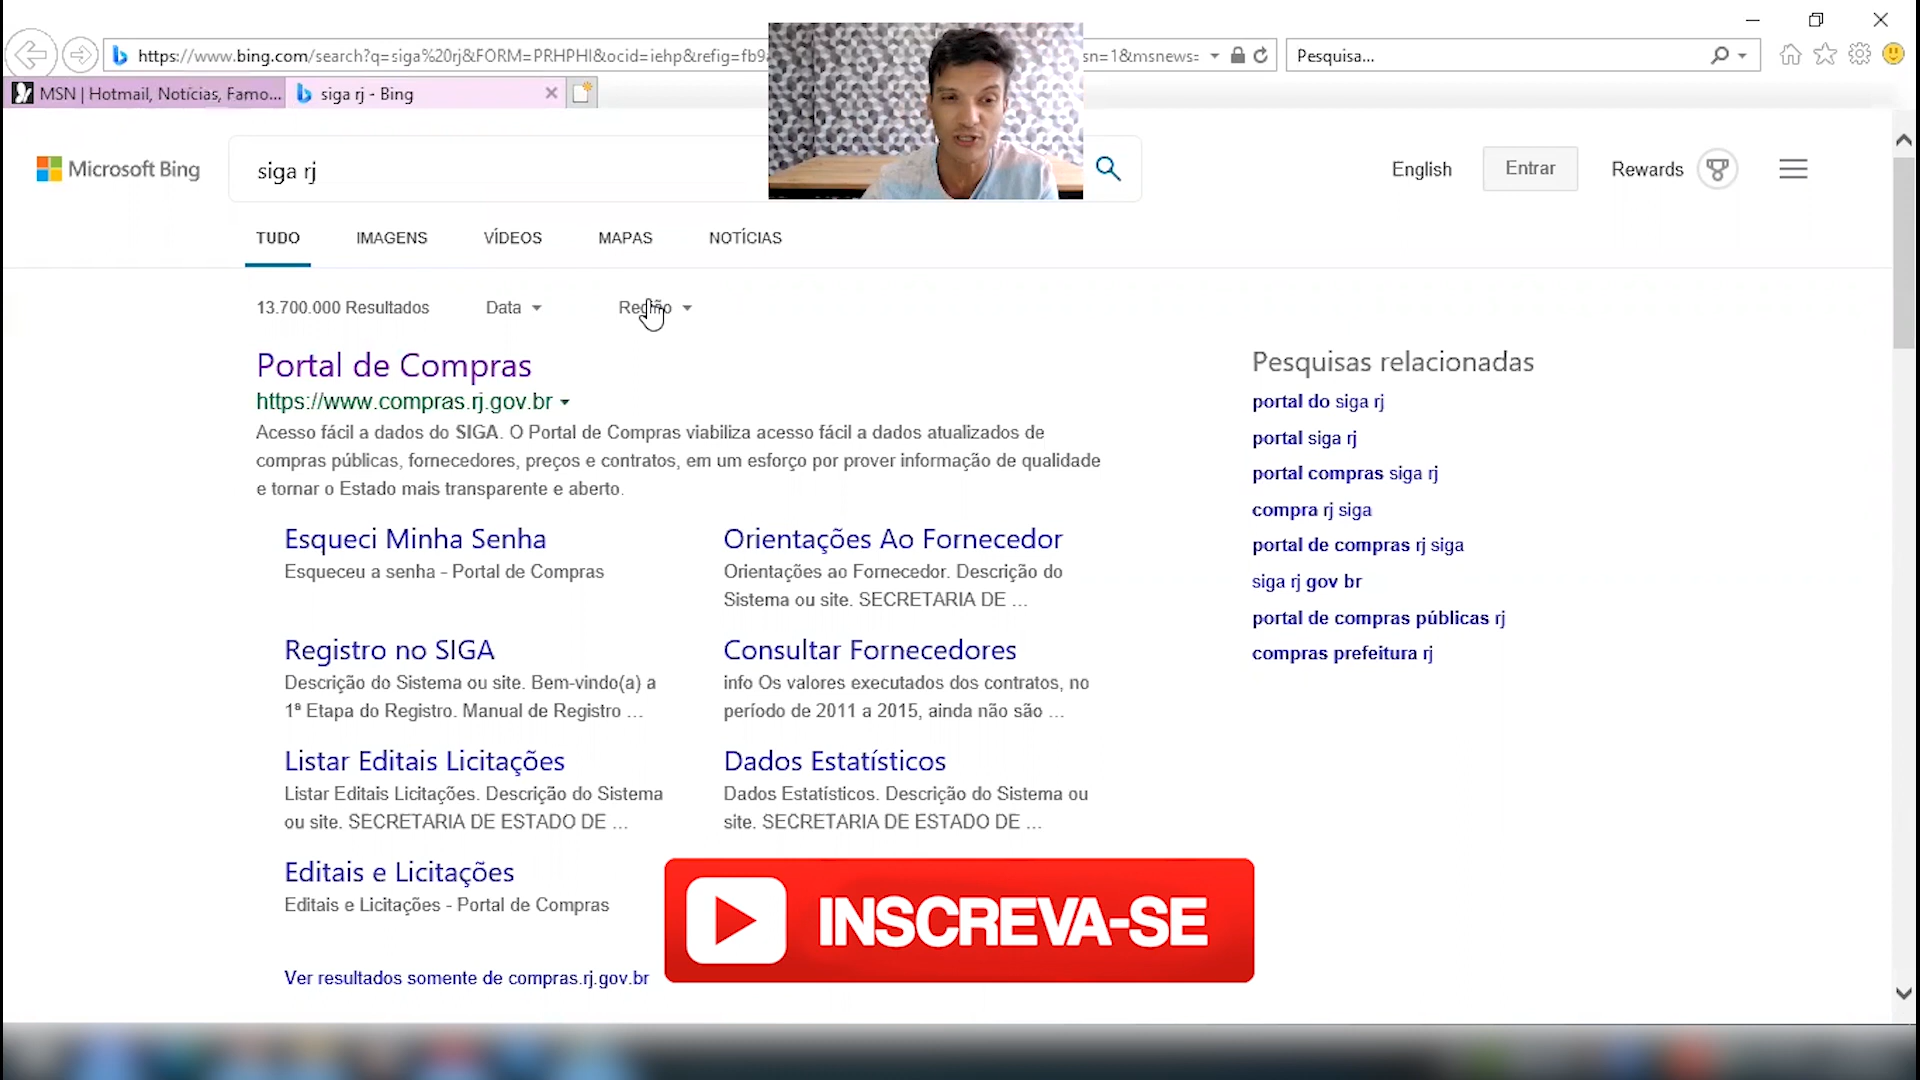 https://www.bing.com/search?q=siga%20rj&FORM=PRHPHI&ocid=iehp&refig=fb9
sn=1&msnews=
Pesquisa...
MSN | Hotmail, Notícias, Famo...
siga rj - Bing
Microsoft Bing
siga rj
English
Entrar
Rewards
TUDO
IMAGENS
VÍDEOS
MAPAS
NOTÍCIAS
13.700.000 Resultados
Data
Região
Portal de Compras
https://www.compras.rj.gov.br
Acesso fácil a dados do SIGA. O Portal de Compras viabiliza acesso fácil a dados atualizados de
compras públicas, fornecedores, preços e contratos, em um esforço por prover informação de qualidade
e tornar o Estado mais transparente e aberto.
Esqueci Minha Senha
Esqueceu a senha - Portal de Compras
Orientações Ao Fornecedor
Orientações ao Fornecedor. Descrição do
Sistema ou site. SECRETARIA DE ...
Registro no SIGA
Descrição do Sistema ou site. Bem-vindo(a) a
1ª Etapa do Registro. Manual de Registro ...
Consultar Fornecedores
info Os valores executados dos contratos, no
período de 2011 a 2015, ainda não são ...
Listar Editais Licitações
Listar Editais Licitações. Descrição do Sistema
ou site. SECRETARIA DE ESTADO DE ...
Dados Estatísticos
Dados Estatísticos. Descrição do Sistema ou
site. SECRETARIA DE ESTADO DE ...
Editais e Licitações
Editais e Licitações - Portal de Compras
Ver resultados somente de compras.rj.gov.br
INSCREVA-SE
Pesquisas relacionadas
portal do siga rj
portal siga rj
portal compras siga rj
compra rj siga
portal de compras rj siga
siga rj gov br
portal de compras públicas rj
compras prefeitura rj